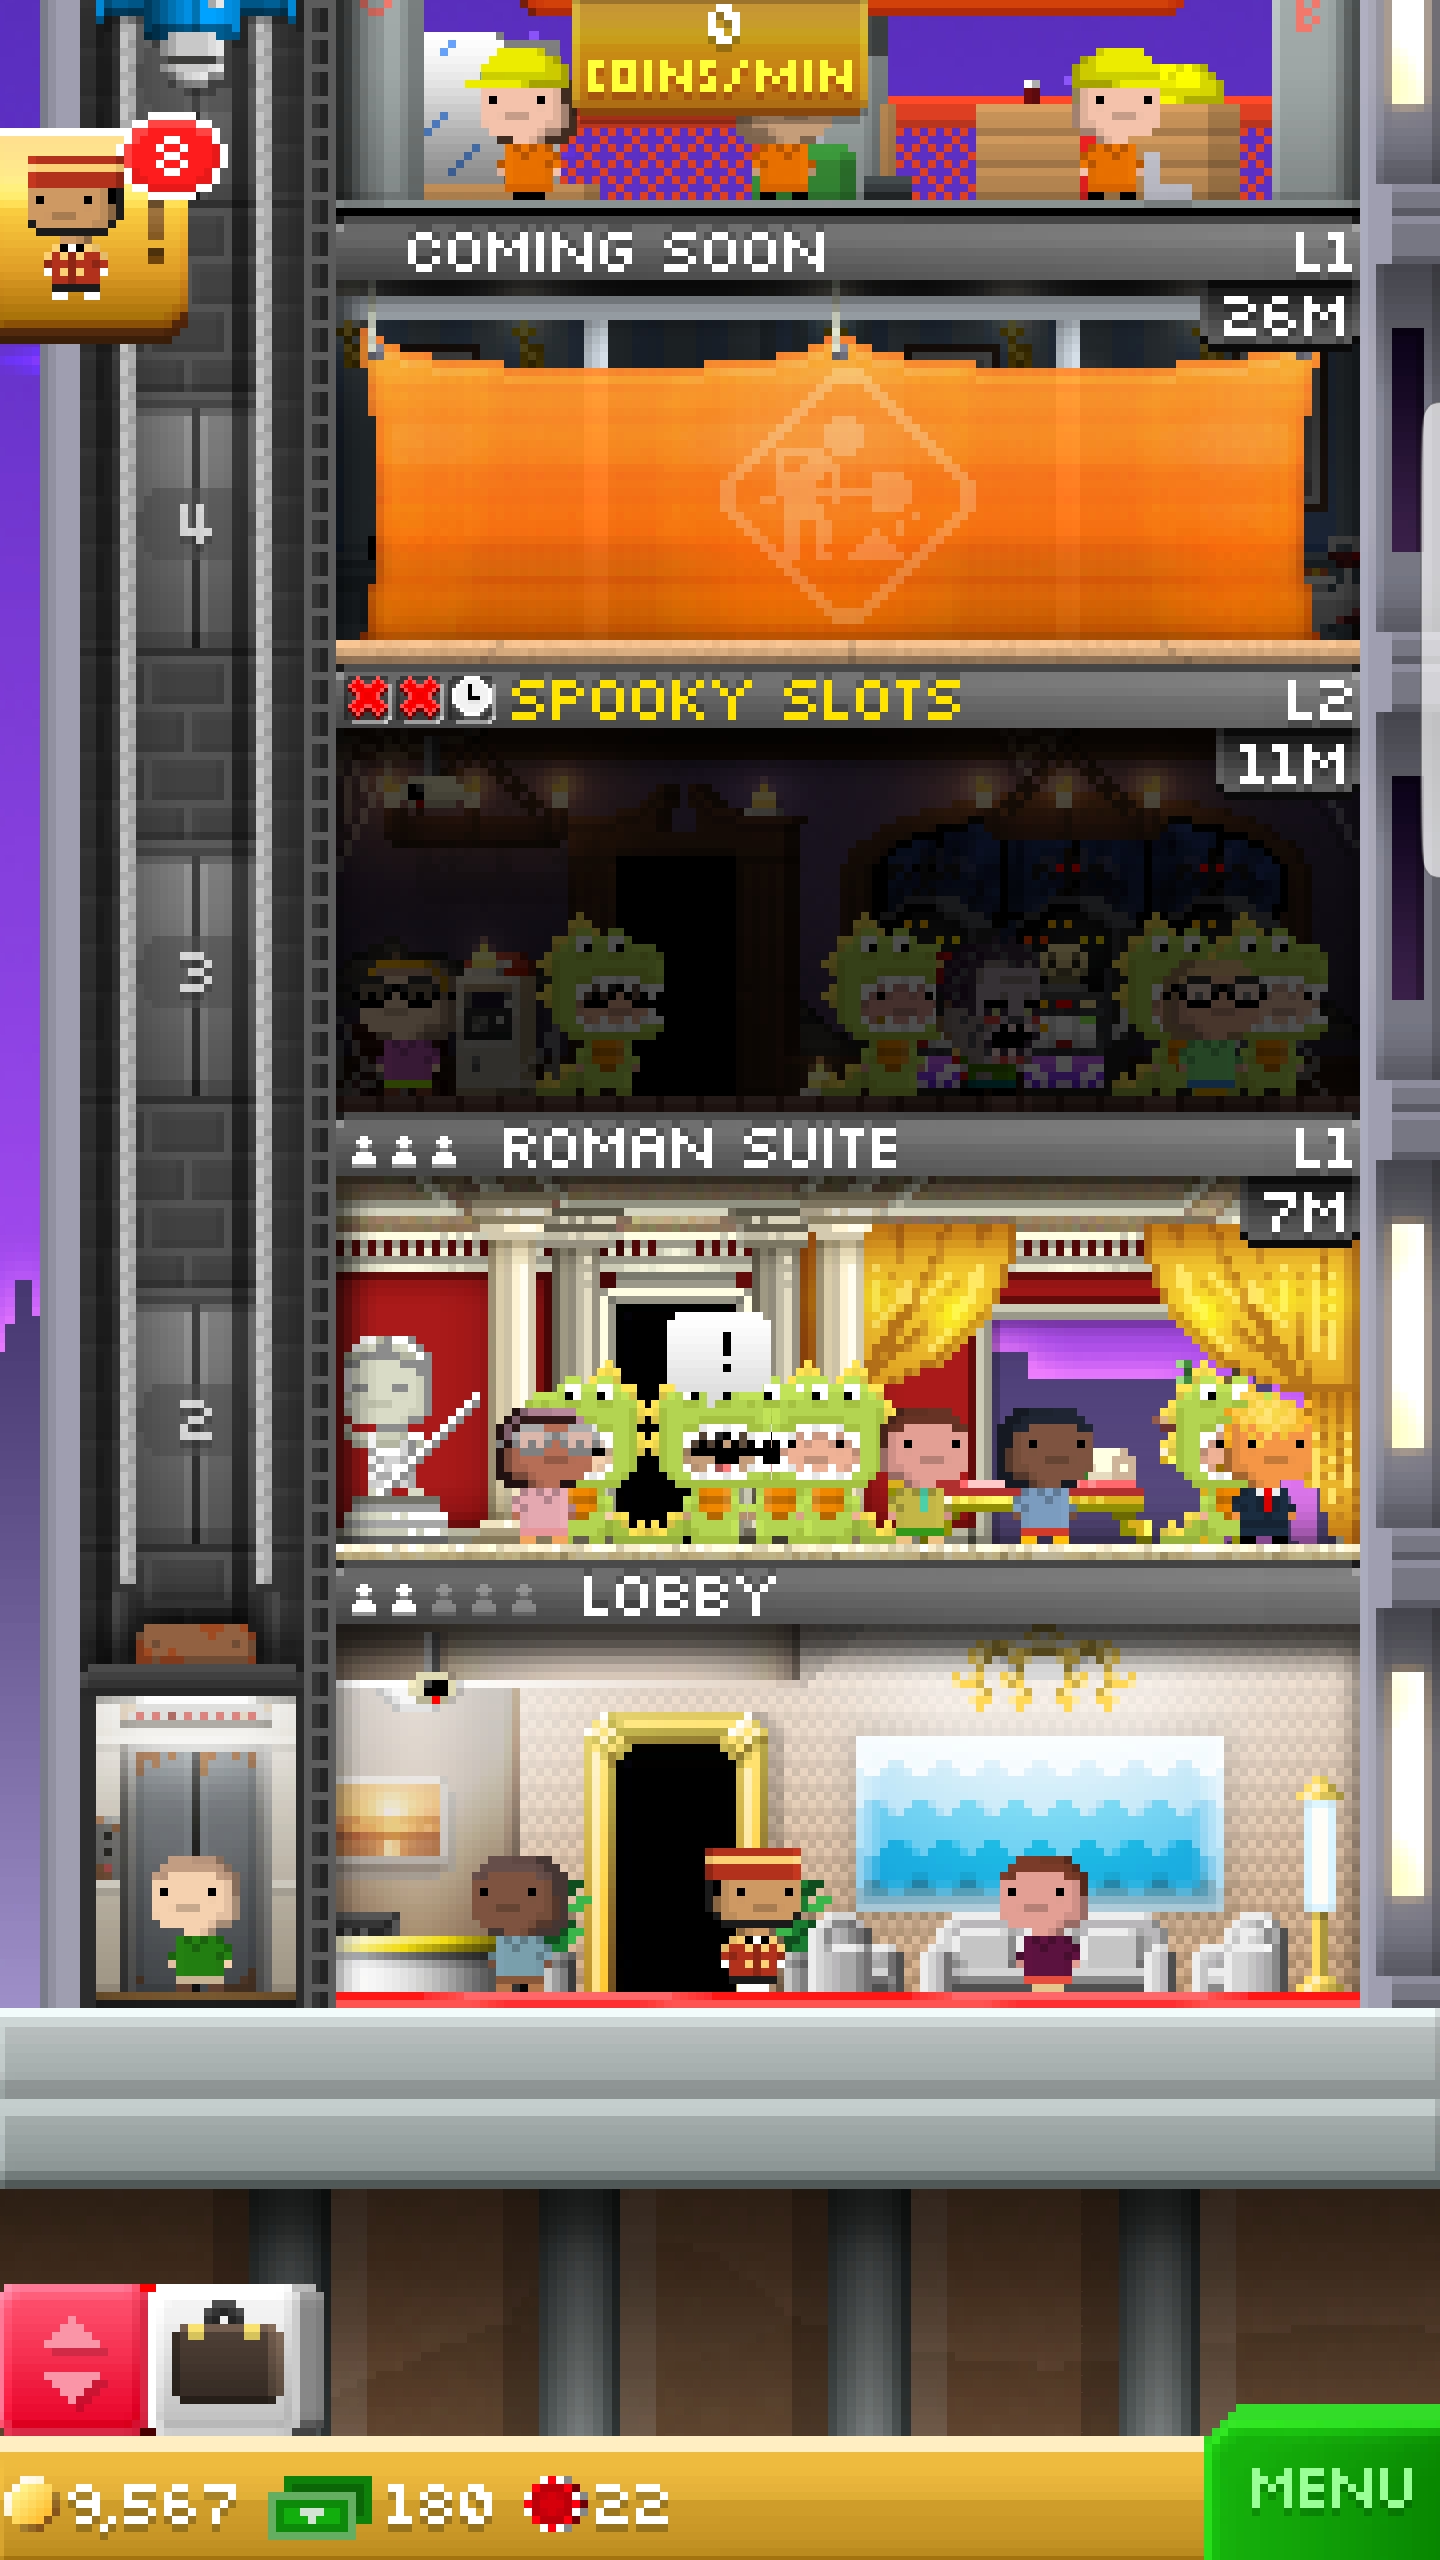 0
COINS/MIN
8
!
COMING SOON L1
26M
4
SPOOKY SLOTS L2
11M
3
ROMAN SUITE L1
7M
!
2
LOBBY
9,567 180 22
MENU